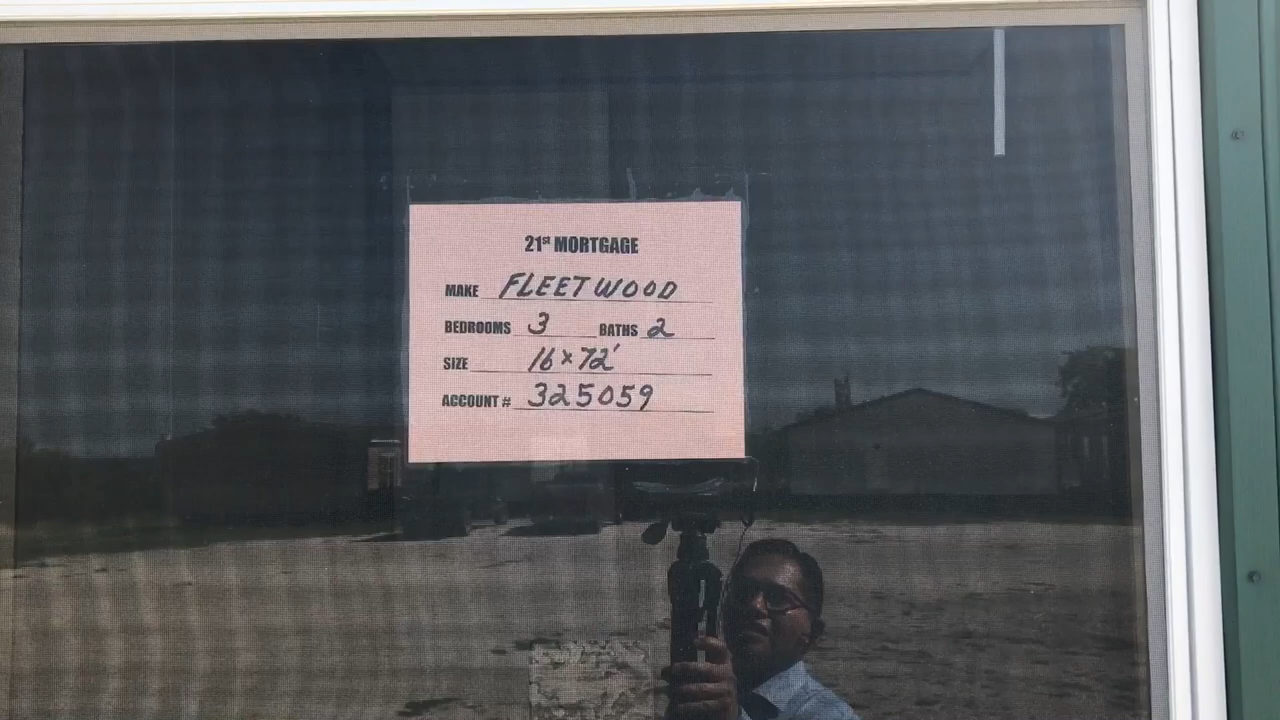 21st MORTGAGE
MAKE FLEETWOOD
BEDROOMS 3 BATHS 2
SIZE 16 x 72'
ACCOUNT # 325059